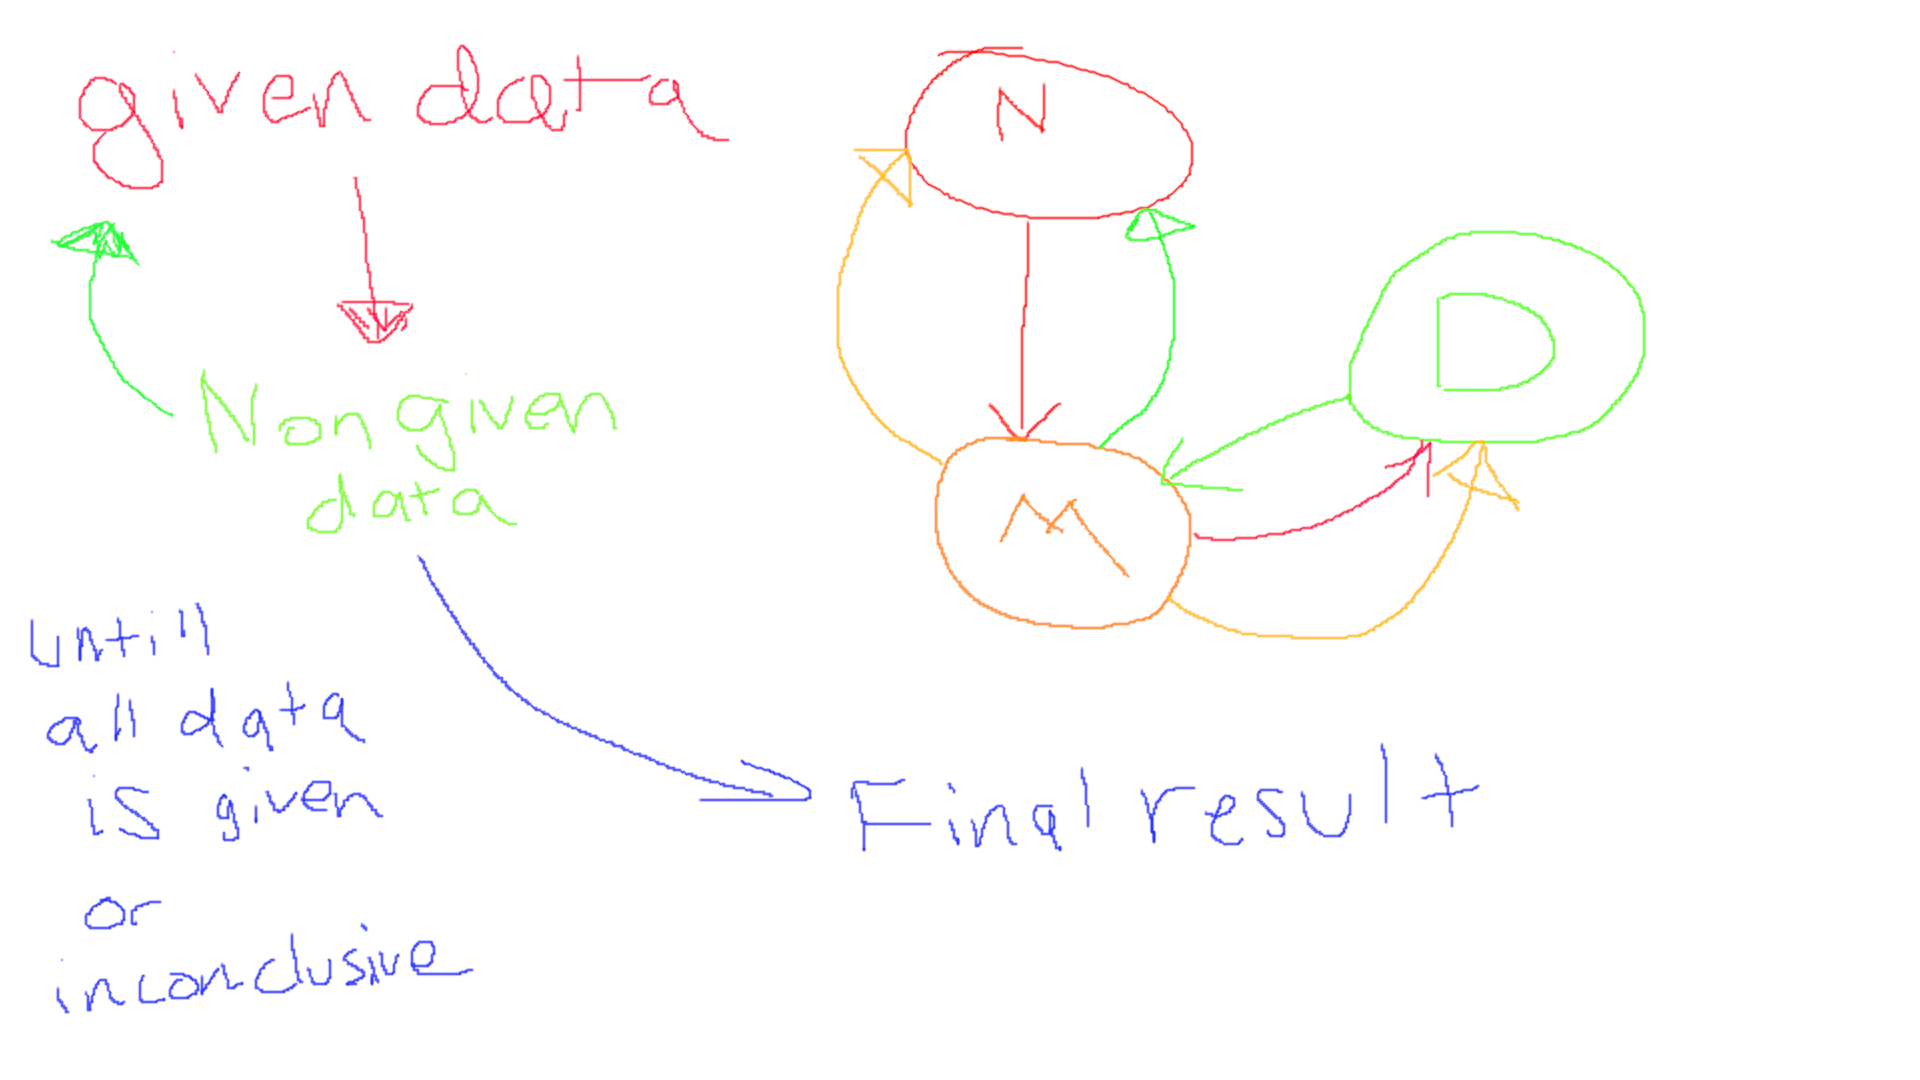 given data
N
D
Non given
data
M
untill
all data
is given
or
inconclusive
Final result